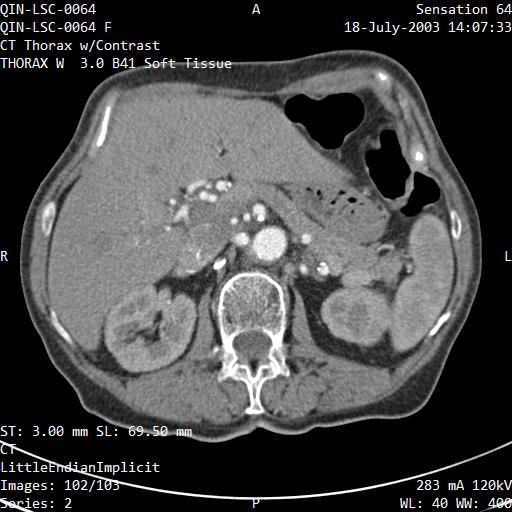 QIN-LSC-0064 A Sensation 64
QIN-LSC-0064 F 18-July-2003 14:07:33
CT Thorax w/Contrast
THORAX W 3.0 B41 Soft Tissue
R L
ST: 3.00 mm SL: 69.50 mm
CT
LittleEndianImplicit
Images: 102/103 283 mA 120kV
Series: 2 P WL: 40 WW: 400